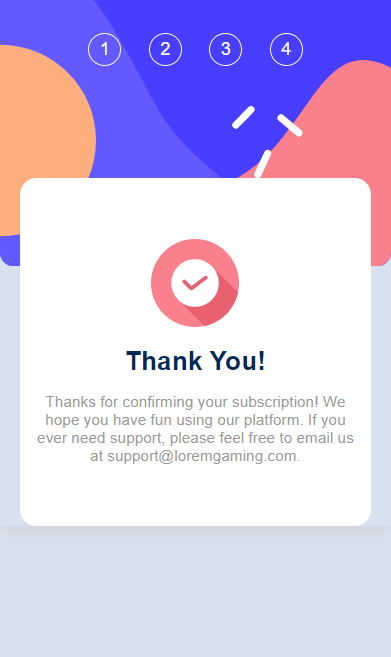 1 2 3 4
Thank You!
Thanks for confirming your subscription! We
hope you have fun using our platform. If you
ever need support, please feel free to email us
at support@loremgaming.com.